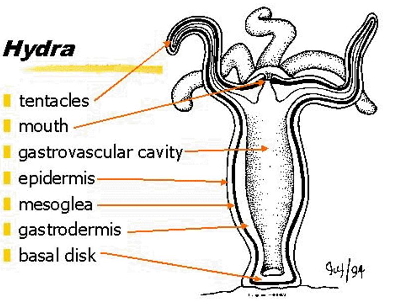 Hydra
tentacles
mouth
gastrovascular cavity
epidermis
mesoglea
gastrodermis
basal disk